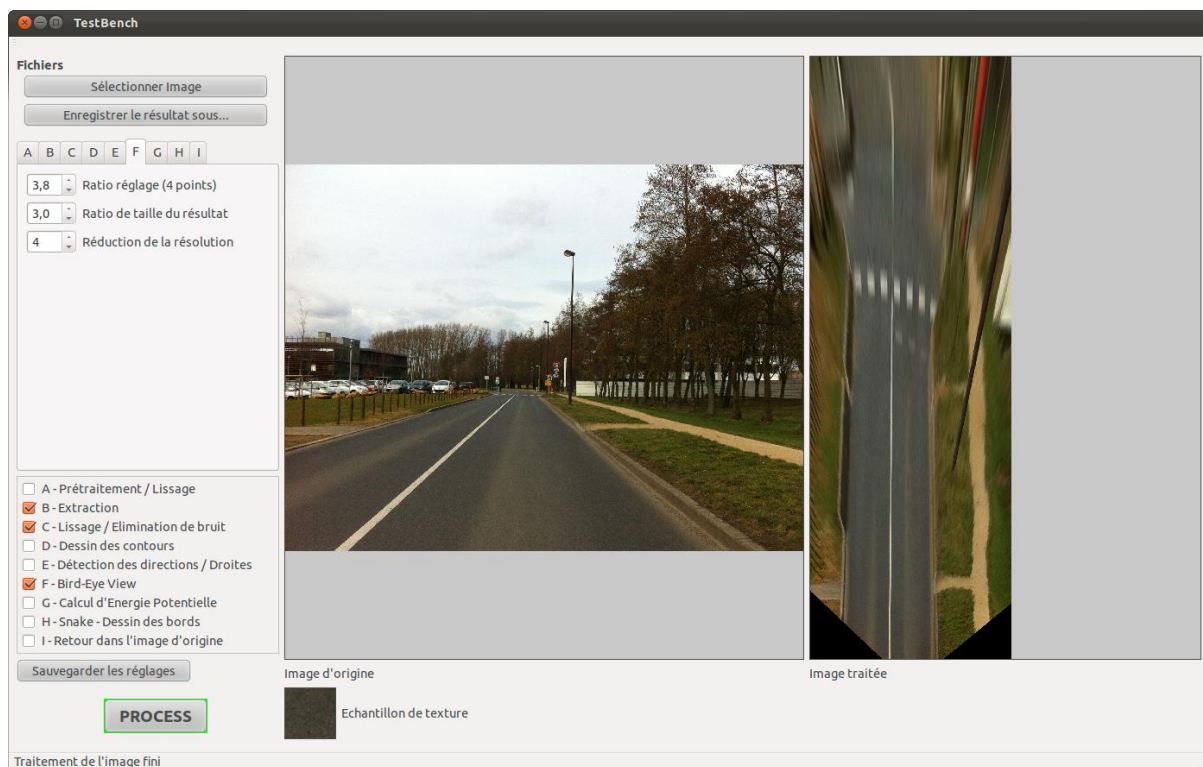 TestBench
Fichiers
Sélectionner Image
Enregistrer le résultat sous...
A B C D E F G H I
3,8 Ratio réglage (4 points)
3,0 Ratio de taille du résultat
4 Réduction de la résolution
A - Prétraitement / Lissage
B - Extraction
C - Lissage / Elimination de bruit
D - Dessin des contours
E - Détection des directions / Droites
F - Bird-Eye View
G - Calcul d'Energie Potentielle
H - Snake - Dessin des bords
I - Retour dans l'image d'origine
Sauvegarder les réglages
PROCESS
Image d'origine
Image traitée
Echantillon de texture
Traitement de l'image fini